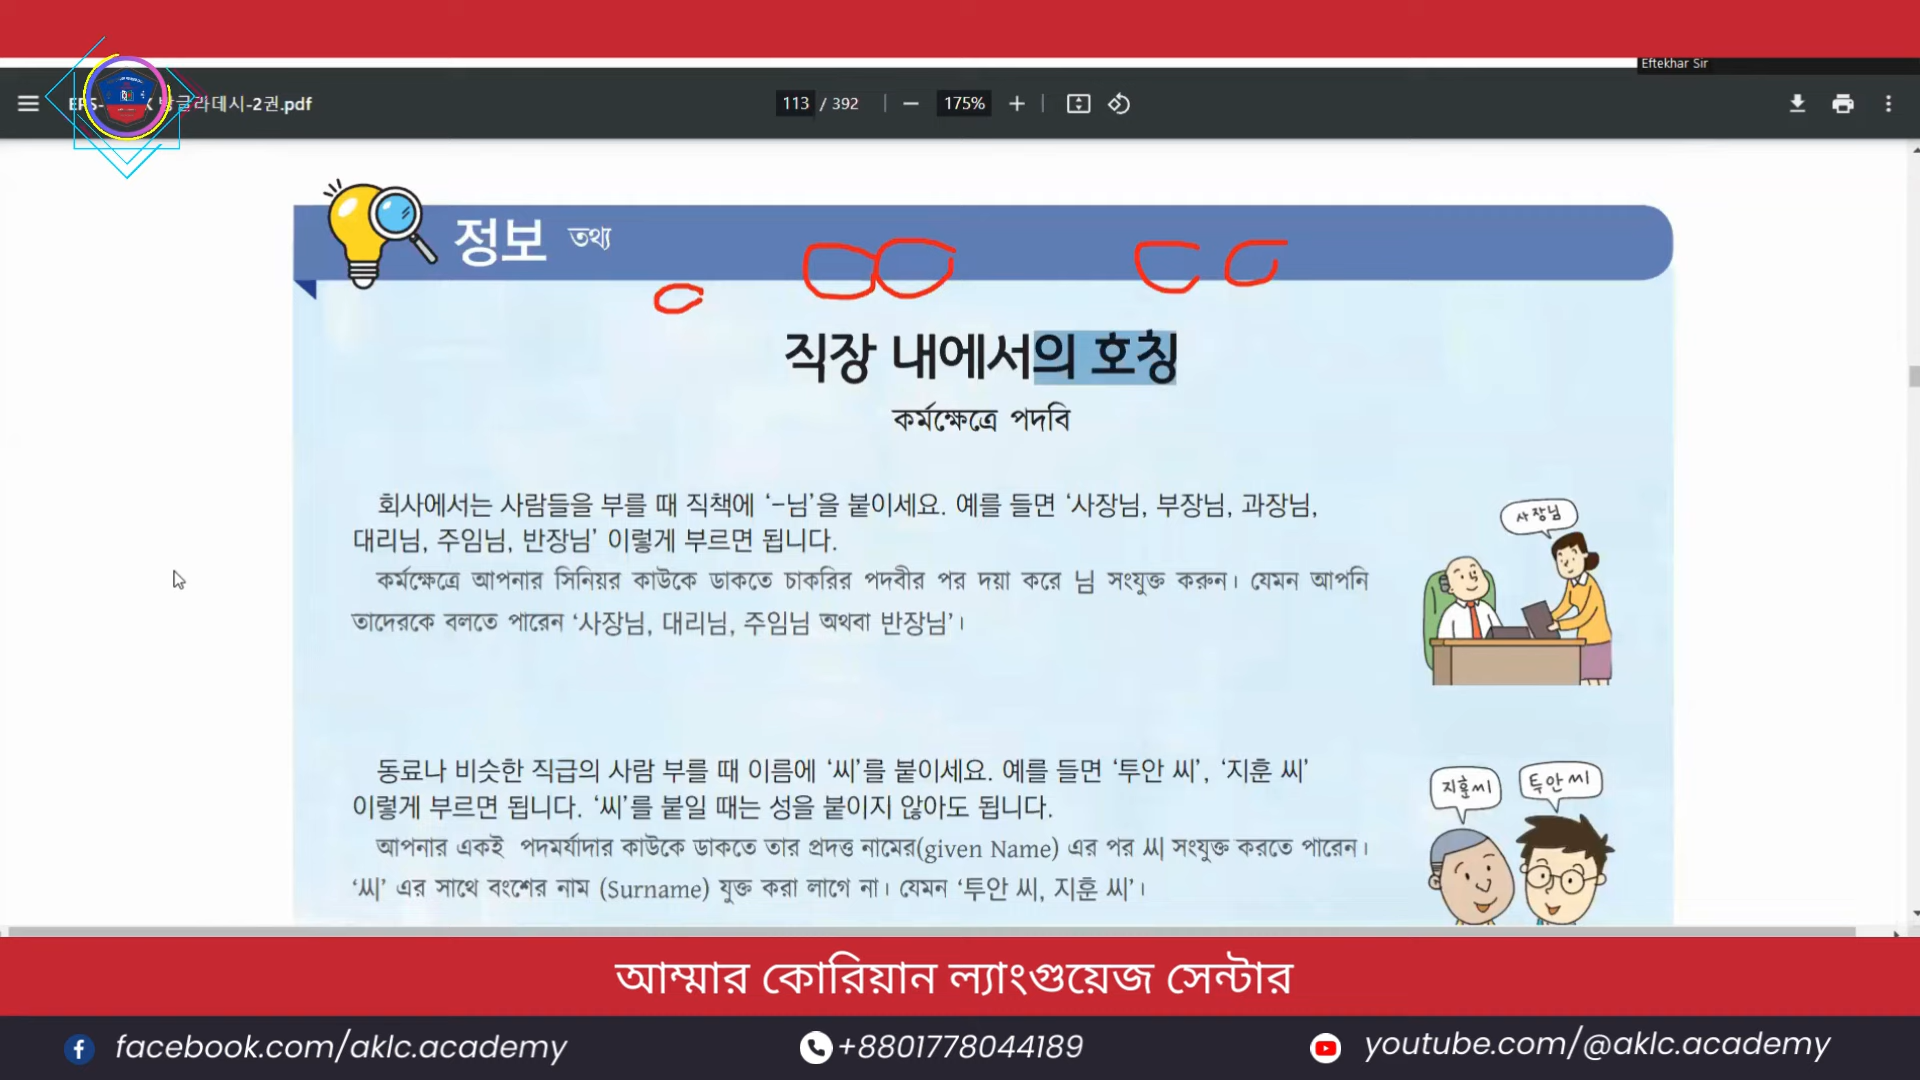 Eftekhar Sir
방글라데시-2권.pdf
113 / 392
175%
정보 তথ্য
직장 내에서의 호칭
কর্মক্ষেত্রে পদবি
회사에서는 사람들을 부를 때 직책에 ‘-님’을 붙이세요. 예를 들면 ‘사장님, 부장님, 과장님,
대리님, 주임님, 반장님’ 이렇게 부르면 됩니다.
কর্মক্ষেত্রে আপনার সিনিয়র কাউকে ডাকতে চাকরির পদবীর পর দয়া করে 님 সংযুক্ত করুন। যেমন আপনি
তাদেরকে বলতে পারেন ‘사장님, 대리님, 주임님 অথবা 반장님’।
사장님
동료나 비슷한 직급의 사람 부를 때 이름에 ‘씨’를 붙이세요. 예를 들면 ‘투안 씨’, ‘지훈 씨’
이렇게 부르면 됩니다. ‘씨’를 붙일 때는 성을 붙이지 않아도 됩니다.
আপনার একই পদমর্যাদার কাউকে ডাকতে তার প্রদত্ত নামের(given Name) এর পর 씨 সংযুক্ত করতে পারেন।
‘씨’ এর সাথে বংশের নাম (Surname) যুক্ত করা লাগে না। যেমন ‘투안 씨, 지훈 씨’।
지훈씨
투안씨
আম্মার কোরিয়ান ল্যাংগুয়েজ সেন্টার
facebook.com/aklc.academy
+8801778044189
youtube.com/@aklc.academy